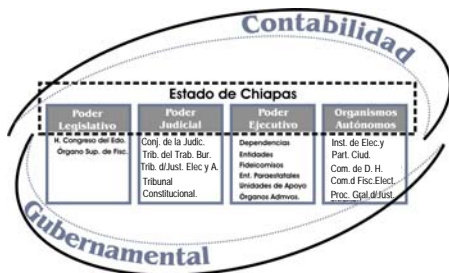 Contabilidad
Estado de Chiapas
Poder
Legislativo
H. Congreso del Edo.
Órgano Sup. de Fisc.
Poder
Judicial
Conj. de la Judic.
Trib. del Trab. Bur.
Trib. d/Just. Elec y A.
Tribunal
Constitucional.
Poder
Ejecutivo
Dependencias
Entidades
Fideicomisos
Ent. Paraestatales
Unidades de Apoyo
Órganos Admvos.
Organismos
Autónomos
Inst. de Elec.y
Part. Ciud.
Com. de D. H.
Com.d Fisc.Elect.
Proc. Gral.d/Just.
Gubernamental